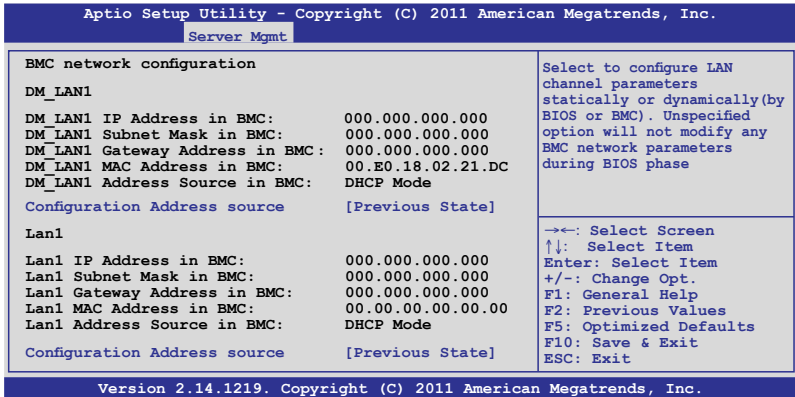 Aptio Setup Utility - Copyright (C) 2011 American Megatrends, Inc.
Server Mgmt
BMC network configuration
DM_LAN1
DM_LAN1 IP Address in BMC: 000.000.000.000
DM_LAN1 Subnet Mask in BMC: 000.000.000.000
DM_LAN1 Gateway Address in BMC: 000.000.000.000
DM_LAN1 MAC Address in BMC: 00.E0.18.02.21.DC
DM_LAN1 Address Source in BMC: DHCP Mode
Configuration Address source [Previous State]
Lan1
Lan1 IP Address in BMC: 000.000.000.000
Lan1 Subnet Mask in BMC: 000.000.000.000
Lan1 Gateway Address in BMC: 000.000.000.000
Lan1 MAC Address in BMC: 00.00.00.00.00.00
Lan1 Address Source in BMC: DHCP Mode
Configuration Address source [Previous State]
Select to configure LAN
channel parameters
statically or dynamically(by
BIOS or BMC). Unspecified
option will not modify any
BMC network parameters
during BIOS phase
→←: Select Screen
↑↓: Select Item
Enter: Select Item
+/-: Change Opt.
F1: General Help
F2: Previous Values
F5: Optimized Defaults
F10: Save & Exit
ESC: Exit
Version 2.14.1219. Copyright (C) 2011 American Megatrends, Inc.